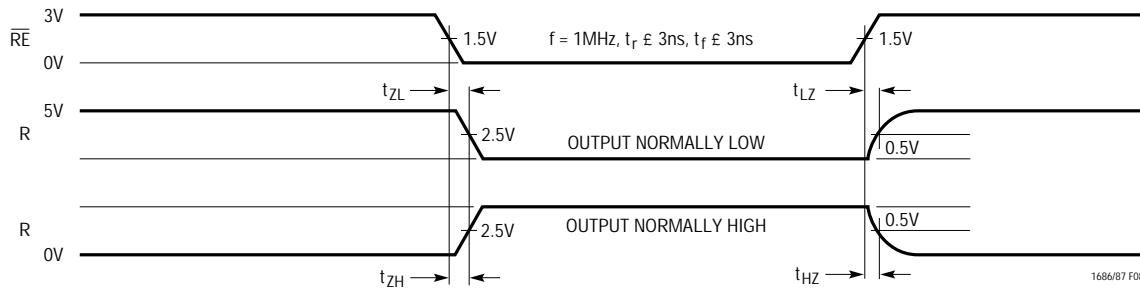 3V
RE
1.5V
f = 1MHz, tr £ 3ns, tf £ 3ns
1.5V
0V
tZL
tLZ
5V
R
2.5V
OUTPUT NORMALLY LOW
0.5V
R
2.5V
OUTPUT NORMALLY HIGH
0.5V
0V
tZH
tHZ
1686/87 F08